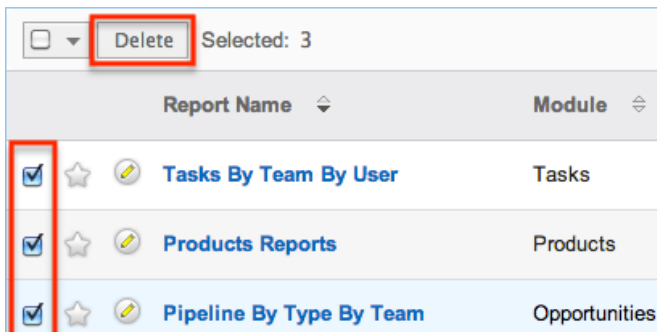 Delete Selected: 3
Report Name Module
Tasks By Team By User Tasks
Products Reports Products
Pipeline By Type By Team Opportunities